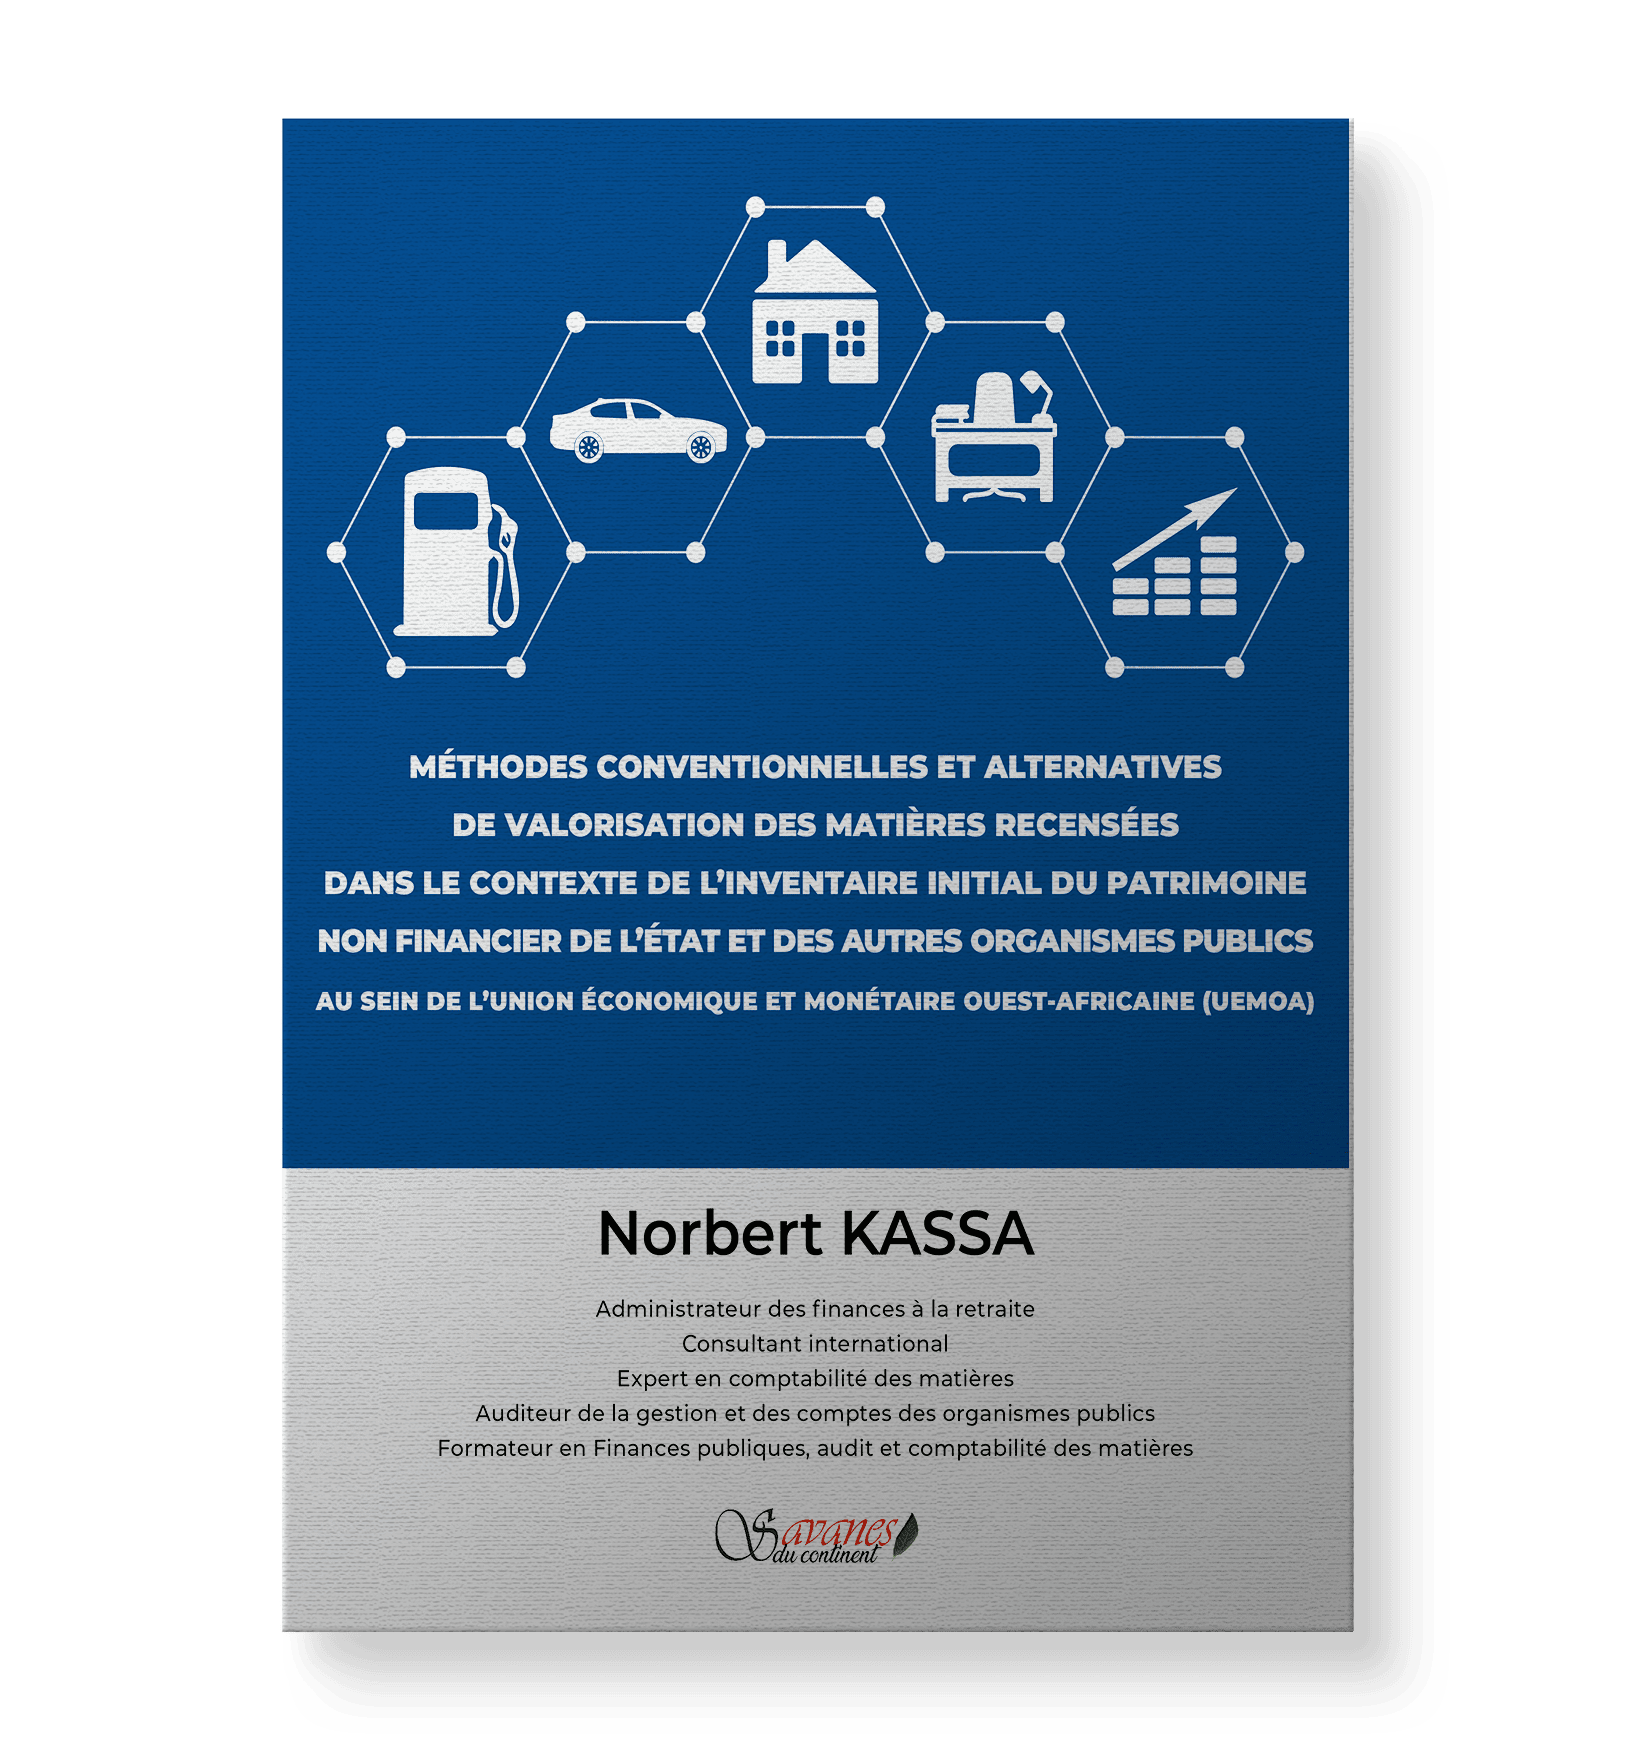 MÉTHODES CONVENTIONNELLES ET ALTERNATIVES
DE VALORISATION DES MATIÈRES RECENSÉES
DANS LE CONTEXTE DE L’INVENTAIRE INITIAL DU PATRIMOINE
NON FINANCIER DE L’ÉTAT ET DES AUTRES ORGANISMES PUBLICS
AU SEIN DE L’UNION ÉCONOMIQUE ET MONÉTAIRE OUEST-AFRICAINE (UEMOA)
Norbert KASSA
Administrateur des finances à la retraite
Consultant international
Expert en comptabilité des matières
Auditeur de la gestion et des comptes des organismes publics
Formateur en Finances publiques, audit et comptabilité des matières
Savanes
du continent